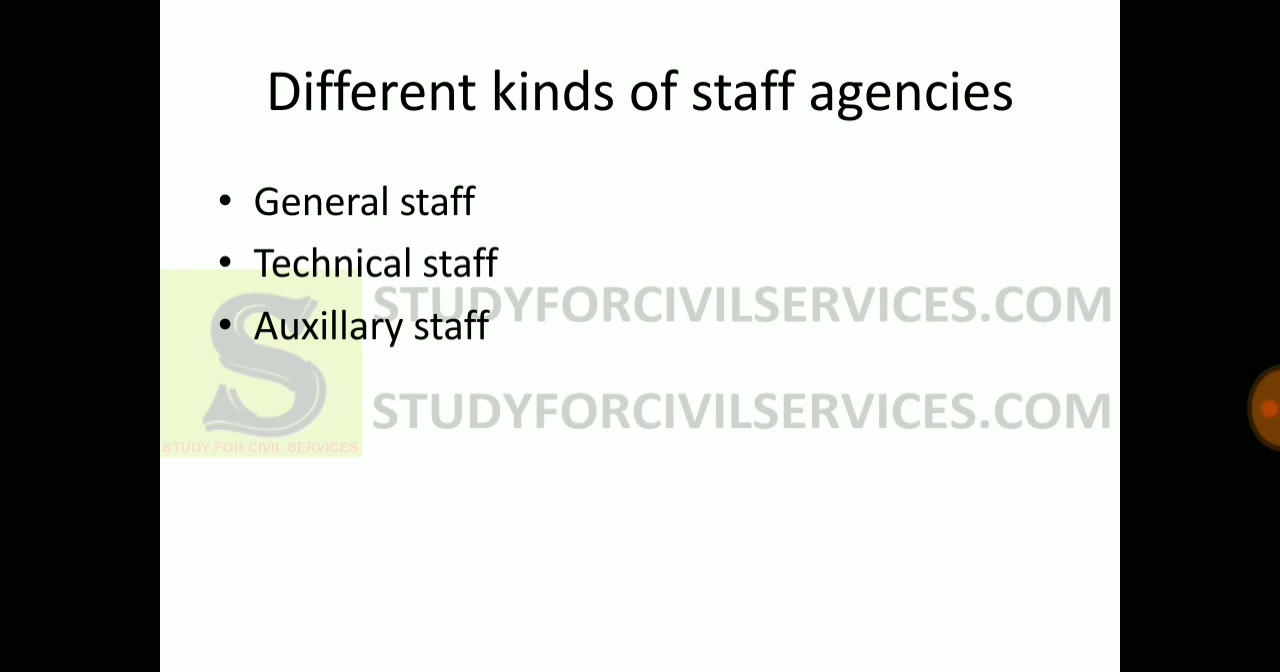 Different kinds of staff agencies
• General staff
• Technical staff
STUDYFORCIVILSERVICES.COM
• Auxillary staff
STUDYFORCIVILSERVICES.COM
S
STUDY FOR CIVIL SERVICES